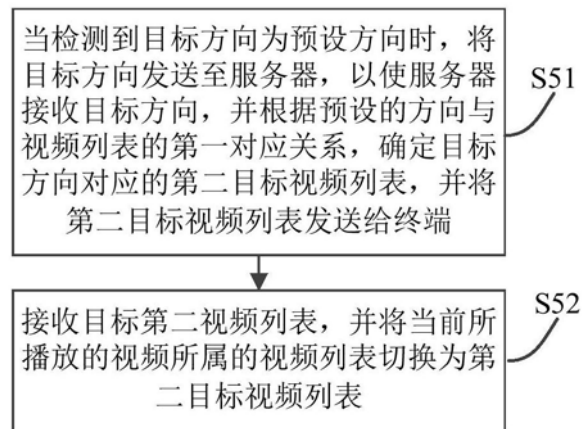 当检测到目标方向为预设方向时，将
目标方向发送至服务器，以使服务器
接收目标方向，并根据预设的方向与
视频列表的第一对应关系，确定目标
方向对应的第二目标视频列表，并将
第二目标视频列表发送给终端
S51
接收目标第二视频列表，并将当前所
播放的视频所属的视频列表切换为第
二目标视频列表
S52